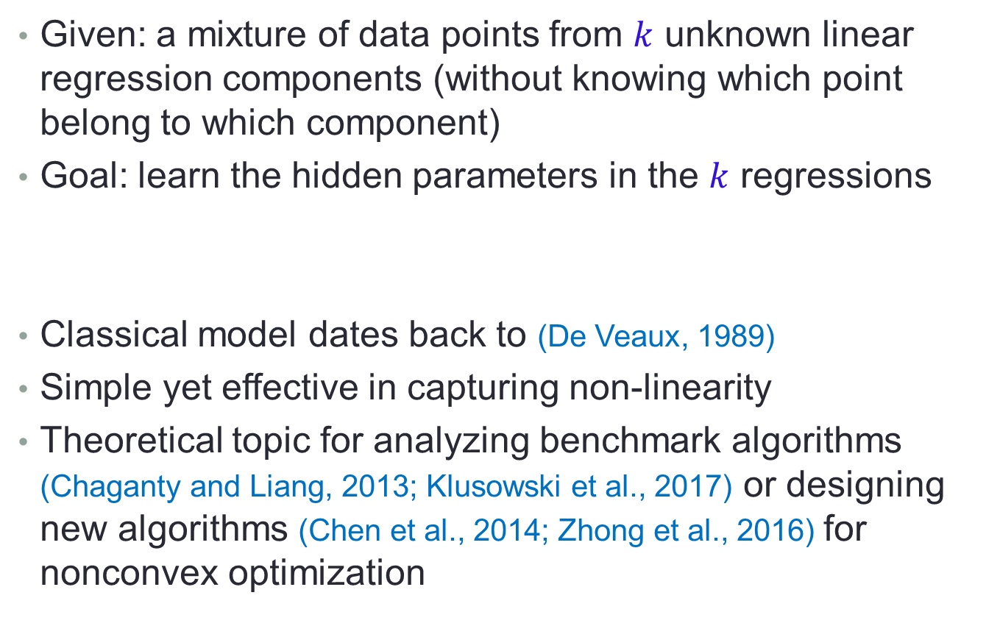 • Given: a mixture of data points from k unknown linear
regression components (without knowing which point
belong to which component)
• Goal: learn the hidden parameters in the k regressions
• Classical model dates back to (De Veaux, 1989)
• Simple yet effective in capturing non-linearity
• Theoretical topic for analyzing benchmark algorithms
(Chaganty and Liang, 2013; Klusowski et al., 2017) or designing
new algorithms (Chen et al., 2014; Zhong et al., 2016) for
nonconvex optimization